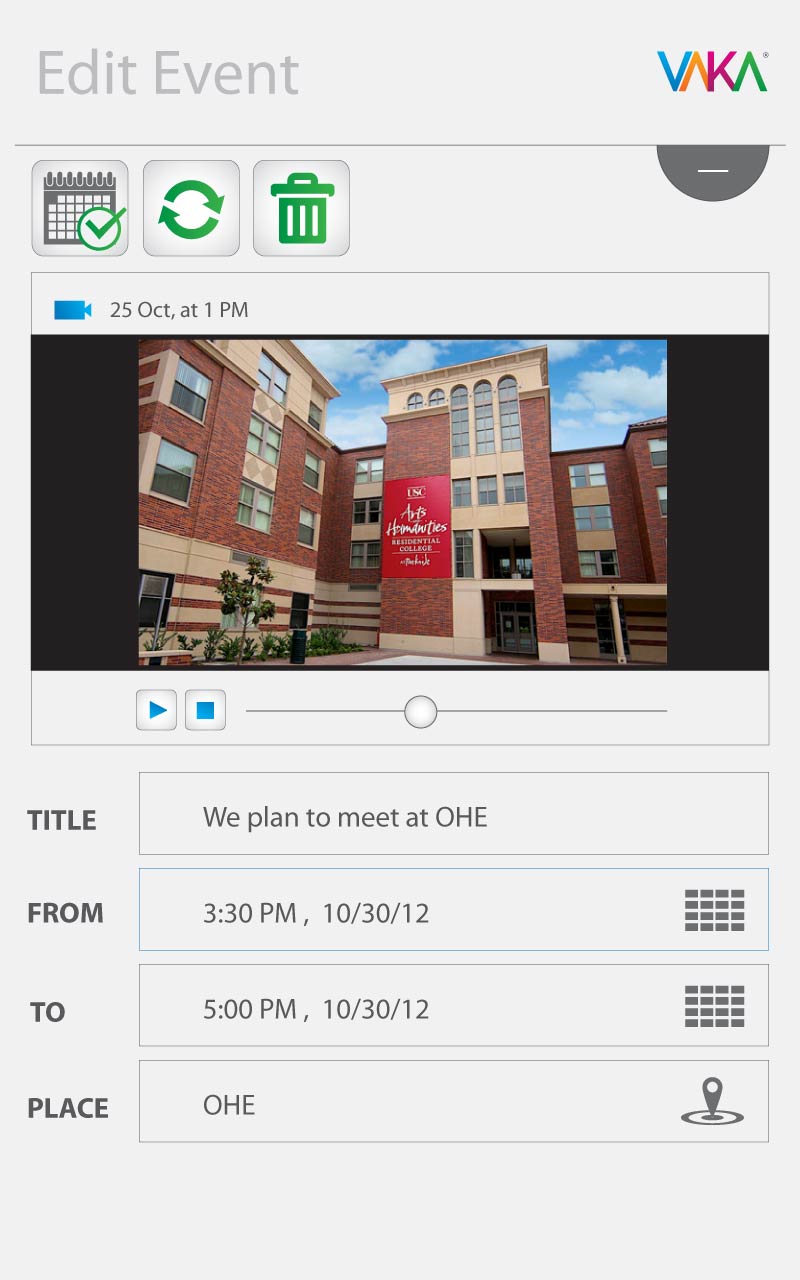 Edit Event
VAKA®
25 Oct, at 1 PM
USC
Arts
Humanities
RESIDENTIAL
COLLEGE
AT Parkside
TITLE
We plan to meet at OHE
FROM
3:30 PM , 10/30/12
TO
5:00 PM , 10/30/12
PLACE
OHE